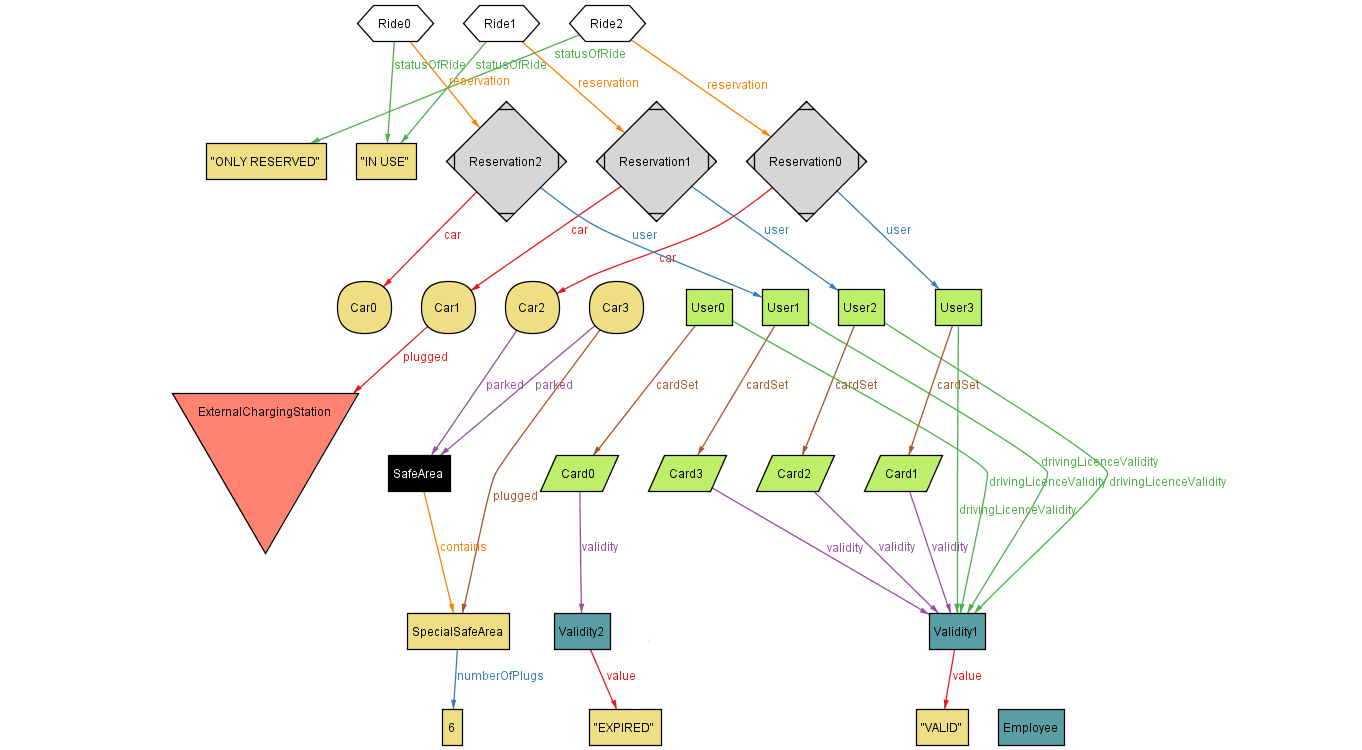 Ride0
Ride1
Ride2
statusOfRide
statusOfRide
statusOfRide
reservation
reservation
reservation
"ONLY RESERVED"
"IN USE"
Reservation2
Reservation1
Reservation0
car
car
car
user
user
user
Car0
Car1
Car2
Car3
User0
User1
User2
User3
plugged
parked
parked
cardSet
cardSet
cardSet
cardSet
ExternalChargingStation
SafeArea
Card0
Card3
Card2
Card1
drivingLicenceValidity
drivingLicenceValidity
drivingLicenceValidity
drivingLicenceValidity
plugged
contains
validity
validity
validity
validity
SpecialSafeArea
Validity2
Validity1
numberOfPlugs
value
value
6
"EXPIRED"
"VALID"
Employee